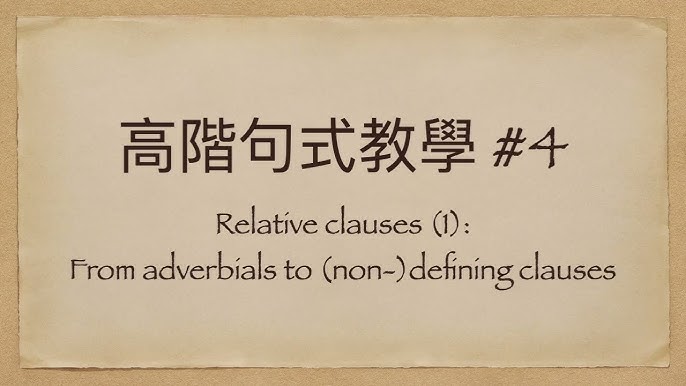 高階句式教學 #4
Relative clauses (1):
From adverbials to (non-)defining clauses